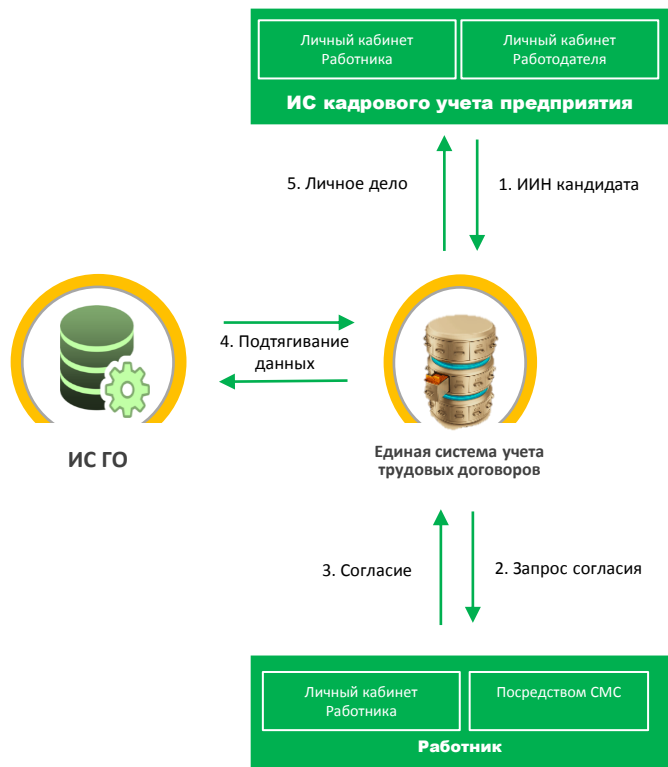 Личный кабинет
Работника
Личный кабинет
Работодателя
ИС кадрового учета предприятия
5. Личное дело
1. ИИН кандидата
4. Подтягивание
данных
ИС ГО
Единая система учета
трудовых договоров
3. Согласие
2. Запрос согласия
Личный кабинет
Работника
Посредством СМС
Работник